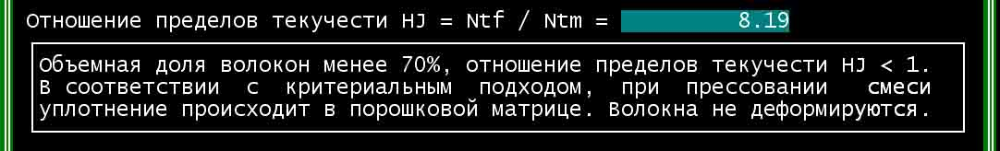 Отношение пределов текучести HJ = Ntf / Ntm = 8.19
Объемная доля волокон менее 70%, отношение пределов текучести HJ < 1.
В соответствии с критериальным подходом, при прессовании смеси
уплотнение происходит в порошковой матрице. Волокна не деформируются.